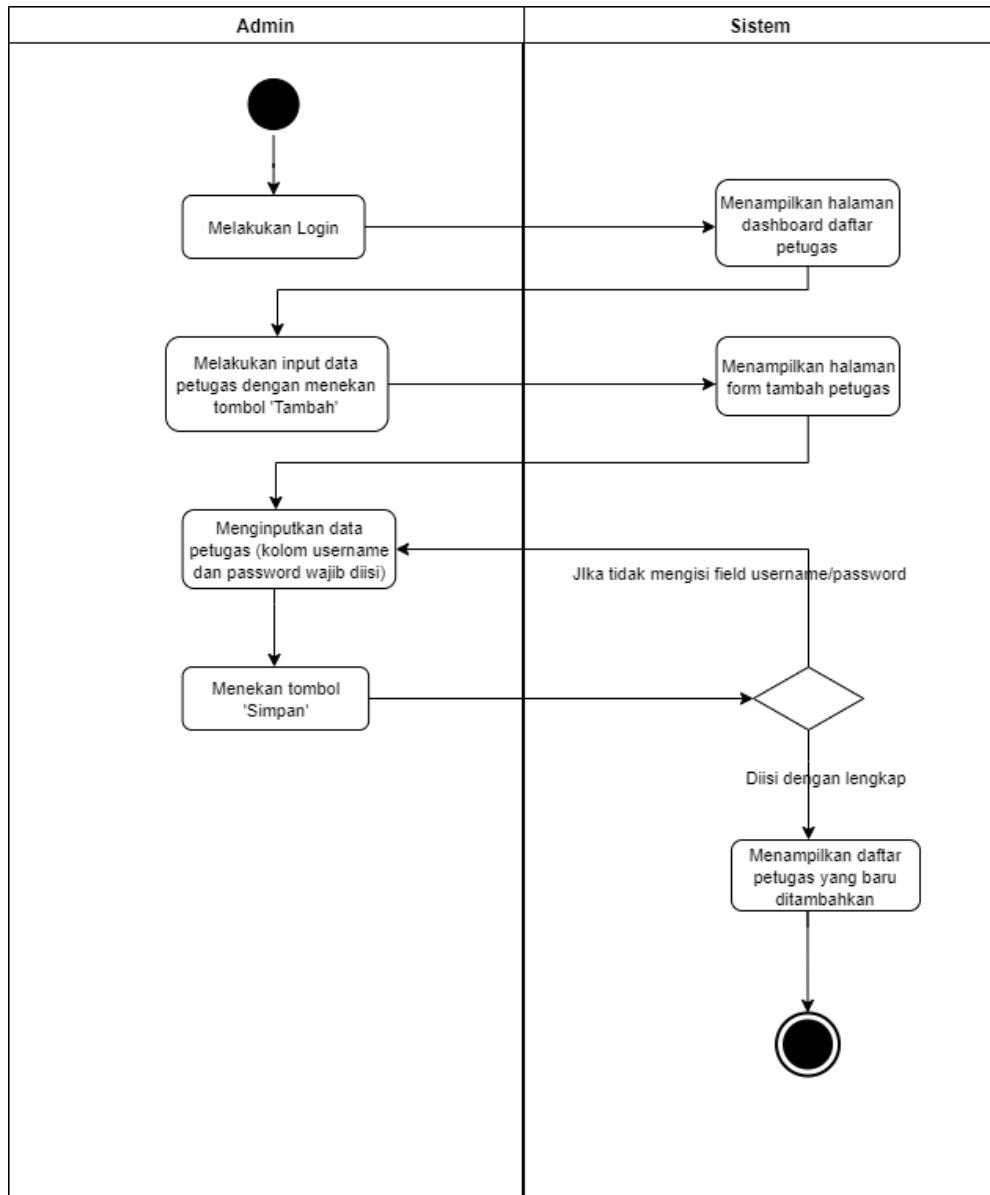 Admin
Sistem
Melakukan Login
Menampilkan halaman
dashboard daftar
petugas
Melakukan input data
petugas dengan menekan
tombol 'Tambah'
Menampilkan halaman
form tambah petugas
Menginputkan data
petugas (kolom username
dan password wajib diisi)
JIka tidak mengisi field username/password
Menekan tombol
'Simpan'
Diisi dengan lengkap
Menampilkan daftar
petugas yang baru
ditambahkan